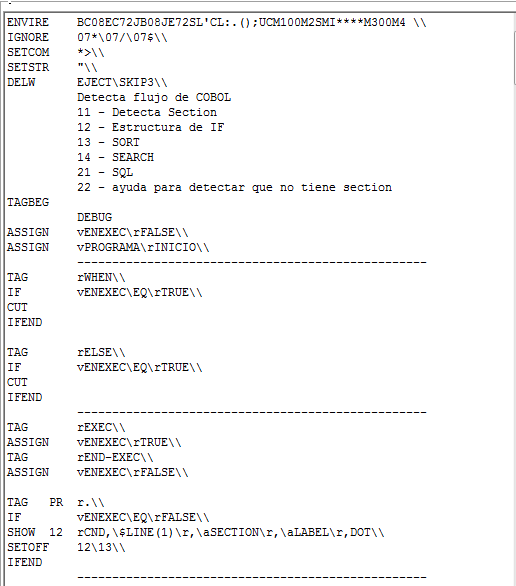 ENVIRE BC08EC72JB08JE72SL'CL:.();UCM100M2SMI****M300M4 \\
IGNORE 07*\07/\07$\\
SETCOM *>\\
SETSTR "\\
DELW EJECT\SKIP3\\
Detecta flujo de COBOL
11 - Detecta Section
12 - Estructura de IF
13 - SORT
14 - SEARCH
21 - SQL
22 - ayuda para detectar que no tiene section
TAGBEG
DEBUG
ASSIGN vENEXEC\rFALSE\\
ASSIGN vPROGRAMA\rINICIO\\
--------------------------------------------------
TAG rWHEN\\
IF vENEXEC\EQ\rTRUE\\
CUT
IFEND
TAG rELSE\\
IF vENEXEC\EQ\rTRUE\\
CUT
IFEND
--------------------------------------------------
TAG rEXEC\\
ASSIGN vENEXEC\rTRUE\\
TAG rEND-EXEC\\
ASSIGN vENEXEC\rFALSE\\
TAG PR r.\\
IF vENEXEC\EQ\rFALSE\\
SHOW 12 rCND,\$LINE(1)\r,\aSECTION\r,\aLABEL\r,DOT\\
SETOFF 12\13\\
IFEND
--------------------------------------------------